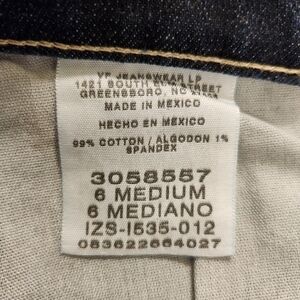 VF JEANSWEAR LP
1421 SOUTH ELM STREET
GREENSBORO, NC
MADE IN MEXICO
HECHO EN MÉXICO
99% COTTON / ALGODON 1%
SPANDEX
3058557
6 MEDIUM
6 MEDIANO
IZS-I535-012
083622664027